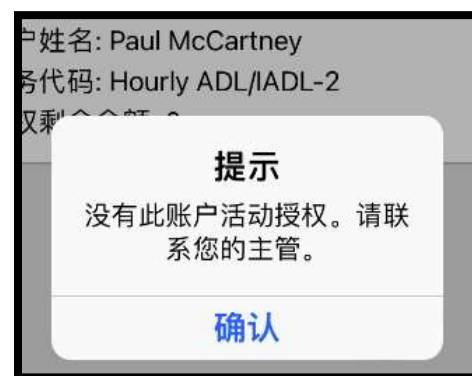 户姓名: Paul McCartney
务代码: Hourly ADL/IADL-2
提示
没有此账户活动授权。请联
系您的主管。
确认